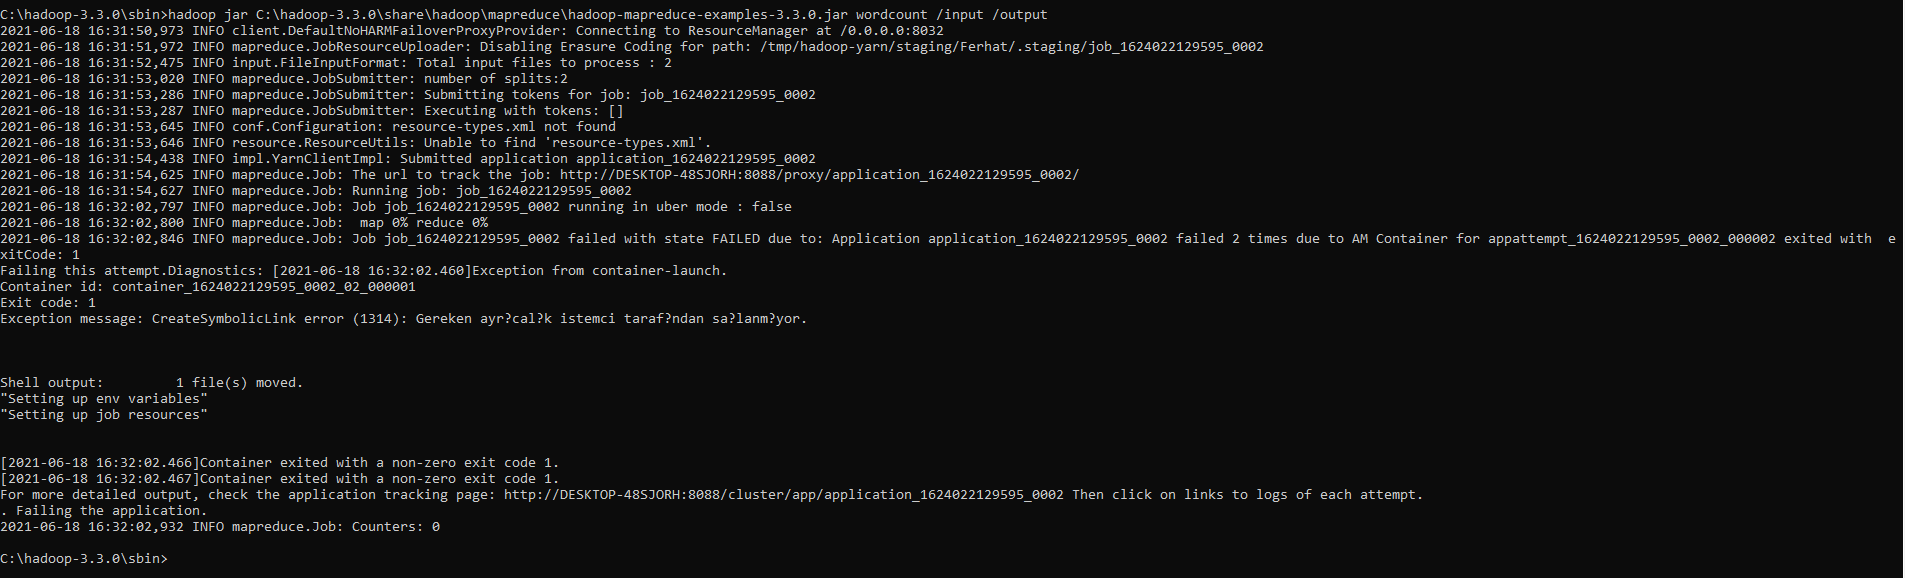 C:\hadoop-3.3.0\sbin>hadoop jar C:\hadoop-3.3.0\share\hadoop\mapreduce\hadoop-mapreduce-examples-3.3.0.jar wordcount /input /output
2021-06-18 16:31:50,973 INFO client.DefaultNoHARMFailoverProxyProvider: Connecting to ResourceManager at /0.0.0.0:8032
2021-06-18 16:31:51,972 INFO mapreduce.JobResourceUploader: Disabling Erasure Coding for path: /tmp/hadoop-yarn/staging/Ferhat/.staging/job_1624022129595_0002
2021-06-18 16:31:52,475 INFO input.FileInputFormat: Total input files to process : 2
2021-06-18 16:31:53,020 INFO mapreduce.JobSubmitter: number of splits:2
2021-06-18 16:31:53,286 INFO mapreduce.JobSubmitter: Submitting tokens for job: job_1624022129595_0002
2021-06-18 16:31:53,287 INFO mapreduce.JobSubmitter: Executing with tokens: []
2021-06-18 16:31:53,645 INFO conf.Configuration: resource-types.xml not found
2021-06-18 16:31:53,646 INFO resource.ResourceUtils: Unable to find 'resource-types.xml'.
2021-06-18 16:31:54,438 INFO impl.YarnClientImpl: Submitted application application_1624022129595_0002
2021-06-18 16:31:54,625 INFO mapreduce.Job: The url to track the job: http://DESKTOP-48SJORH:8088/proxy/application_1624022129595_0002/
2021-06-18 16:31:54,627 INFO mapreduce.Job: Running job: job_1624022129595_0002
2021-06-18 16:32:02,797 INFO mapreduce.Job: Job job_1624022129595_0002 running in uber mode : false
2021-06-18 16:32:02,800 INFO mapreduce.Job:  map 0% reduce 0%
2021-06-18 16:32:02,846 INFO mapreduce.Job: Job job_1624022129595_0002 failed with state FAILED due to: Application application_1624022129595_0002 failed 2 times due to AM Container for appattempt_1624022129595_0002_000002 exited with  e
xitCode: 1
Failing this attempt.Diagnostics: [2021-06-18 16:32:02.460]Exception from container-launch.
Container id: container_1624022129595_0002_02_000001
Exit code: 1
Exception message: CreateSymbolicLink error (1314): Gereken ayr?cal?k istemci taraf?ndan sa?lanm?yor.
Shell output:         1 file(s) moved.
"Setting up env variables"
"Setting up job resources"
[2021-06-18 16:32:02.466]Container exited with a non-zero exit code 1.
[2021-06-18 16:32:02.467]Container exited with a non-zero exit code 1.
For more detailed output, check the application tracking page: http://DESKTOP-48SJORH:8088/cluster/app/application_1624022129595_0002 Then click on links to logs of each attempt.
. Failing the application.
2021-06-18 16:32:02,932 INFO mapreduce.Job: Counters: 0
C:\hadoop-3.3.0\sbin>